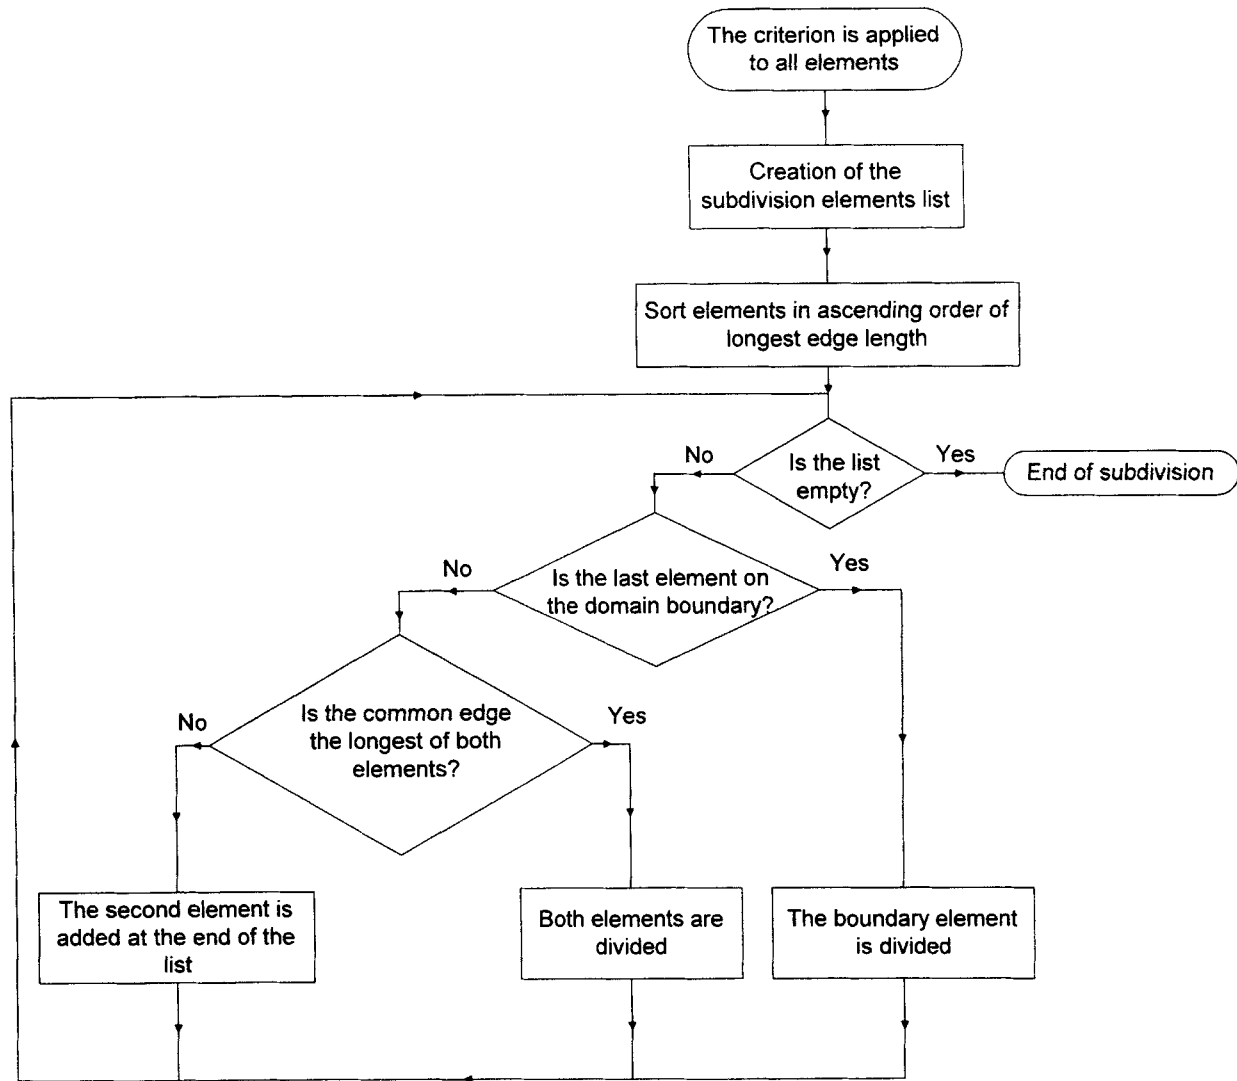 The criterion is applied
to all elements
Creation of the
subdivision elements list
Sort elements in ascending order of
longest edge length
No
Yes
Is the list
empty?
End of subdivision
No
Yes
Is the last element on
the domain boundary?
No
Yes
Is the common edge
the longest of both
elements?
The second element is
added at the end of the
list
Both elements are
divided
The boundary element
is divided